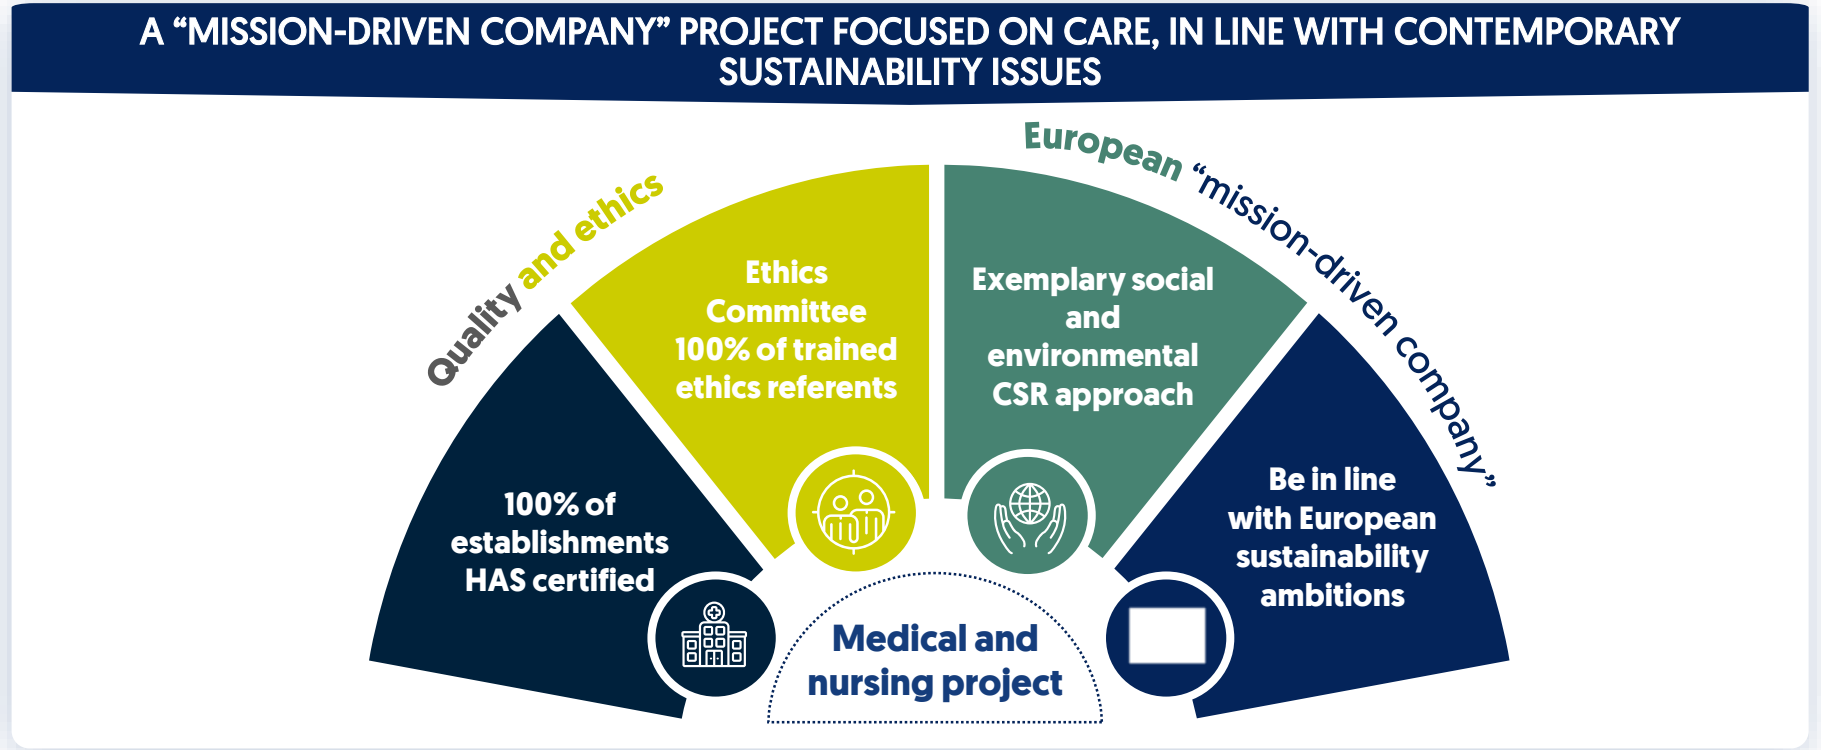 A “MISSION-DRIVEN COMPANY” PROJECT FOCUSED ON CARE, IN LINE WITH CONTEMPORARY
SUSTAINABILITY ISSUES
Quality and ethics
European “mission-driven company”
100% of
establishments
HAS certified
Ethics
Committee
100% of trained
ethics referents
Exemplary social
and
environmental
CSR approach
Be in line
with European
sustainability
ambitions
Medical and
nursing project